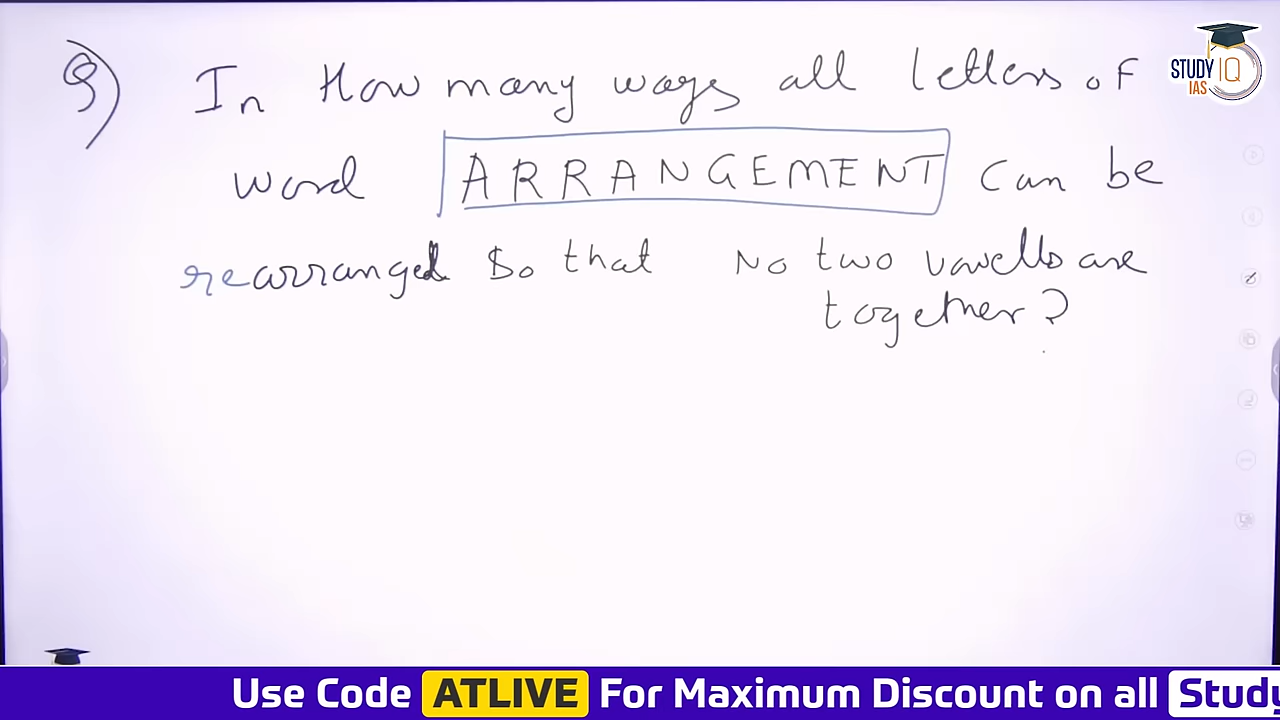 Q)
In How many ways all letters of
word ARRANGEMENT can be
rearranged so that No two vowells are
together?
STUDY IQ
IAS
Use Code ATLIVE For Maximum Discount on all Study